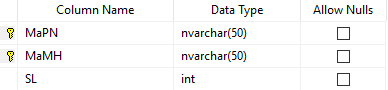 Column Name Data Type Allow Nulls
MaPN nvarchar(50)
MaMH nvarchar(50)
SL int